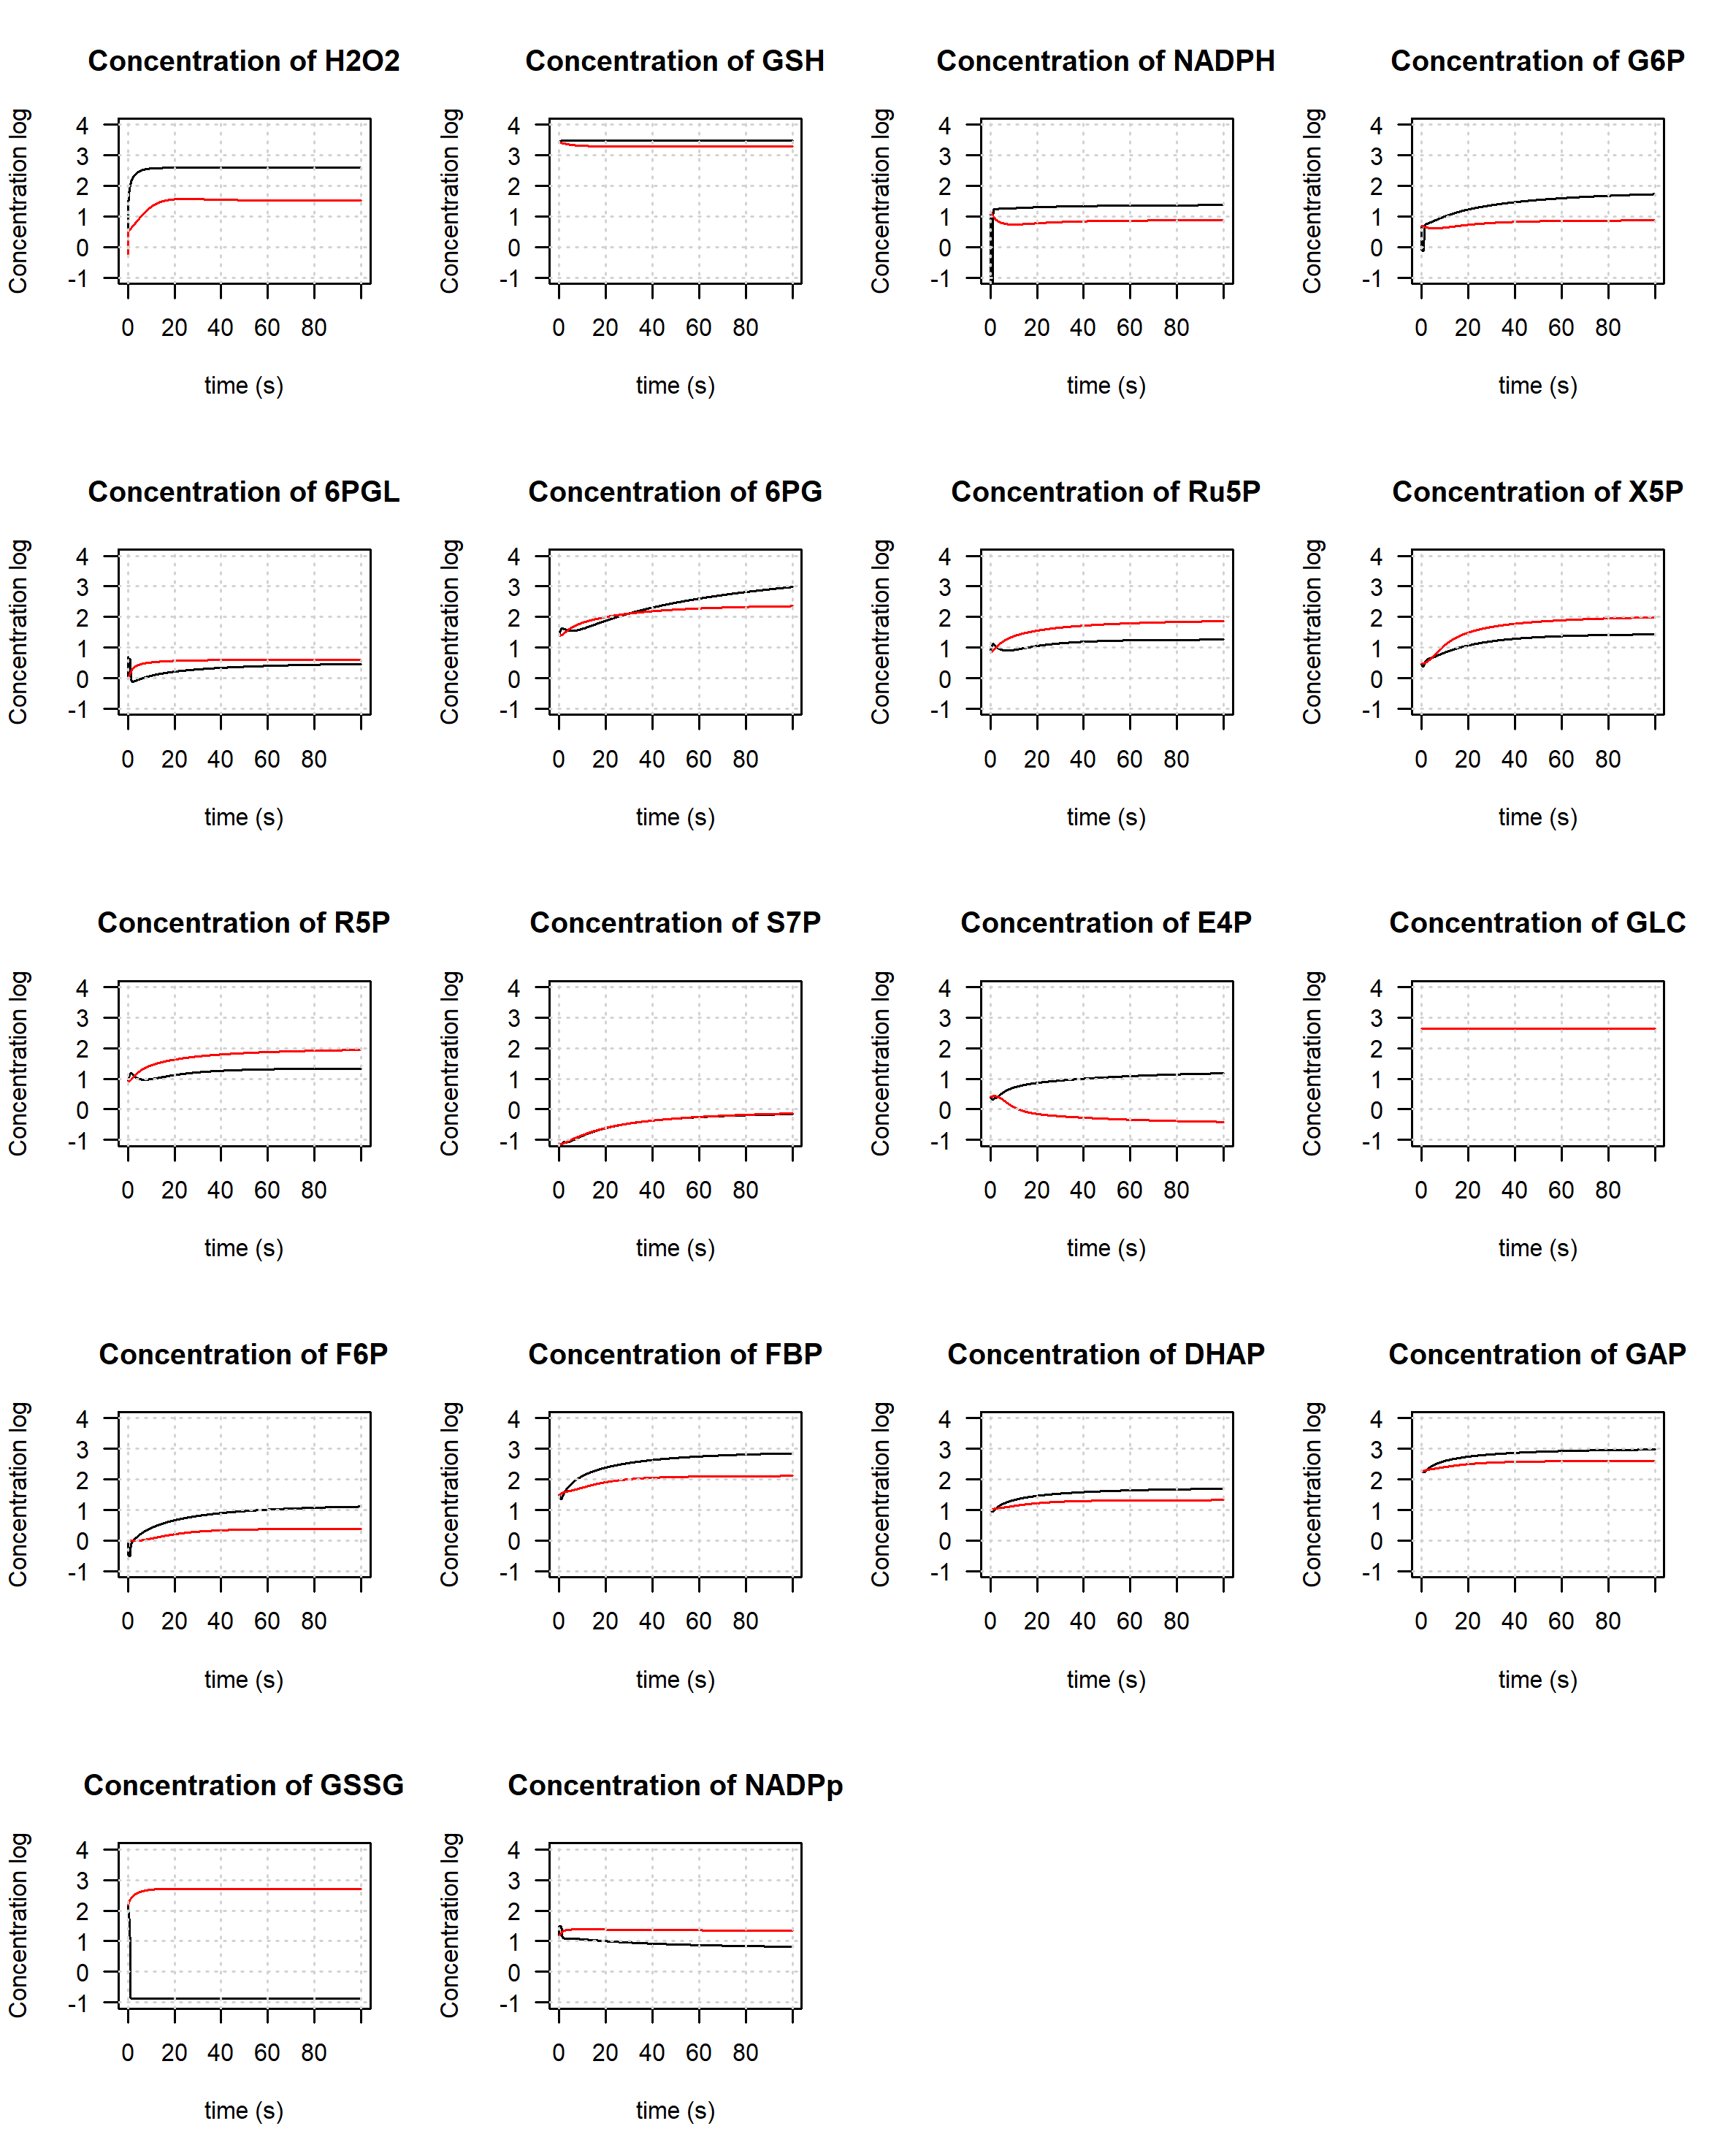 Concentration of H2O2
Concentration log
4
3
2
1
0
-1
0 20 40 60 80
time (s)
Concentration of GSH
Concentration log
4
3
2
1
0
-1
0 20 40 60 80
time (s)
Concentration of NADPH
Concentration log
4
3
2
1
0
-1
0 20 40 60 80
time (s)
Concentration of G6P
Concentration log
4
3
2
1
0
-1
0 20 40 60 80
time (s)
Concentration of 6PGL
Concentration log
4
3
2
1
0
-1
0 20 40 60 80
time (s)
Concentration of 6PG
Concentration log
4
3
2
1
0
-1
0 20 40 60 80
time (s)
Concentration of Ru5P
Concentration log
4
3
2
1
0
-1
0 20 40 60 80
time (s)
Concentration of X5P
Concentration log
4
3
2
1
0
-1
0 20 40 60 80
time (s)
Concentration of R5P
Concentration log
4
3
2
1
0
-1
0 20 40 60 80
time (s)
Concentration of S7P
Concentration log
4
3
2
1
0
-1
0 20 40 60 80
time (s)
Concentration of E4P
Concentration log
4
3
2
1
0
-1
0 20 40 60 80
time (s)
Concentration of GLC
Concentration log
4
3
2
1
0
-1
0 20 40 60 80
time (s)
Concentration of F6P
Concentration log
4
3
2
1
0
-1
0 20 40 60 80
time (s)
Concentration of FBP
Concentration log
4
3
2
1
0
-1
0 20 40 60 80
time (s)
Concentration of DHAP
Concentration log
4
3
2
1
0
-1
0 20 40 60 80
time (s)
Concentration of GAP
Concentration log
4
3
2
1
0
-1
0 20 40 60 80
time (s)
Concentration of GSSG
Concentration log
4
3
2
1
0
-1
0 20 40 60 80
time (s)
Concentration of NADPp
Concentration log
4
3
2
1
0
-1
0 20 40 60 80
time (s)